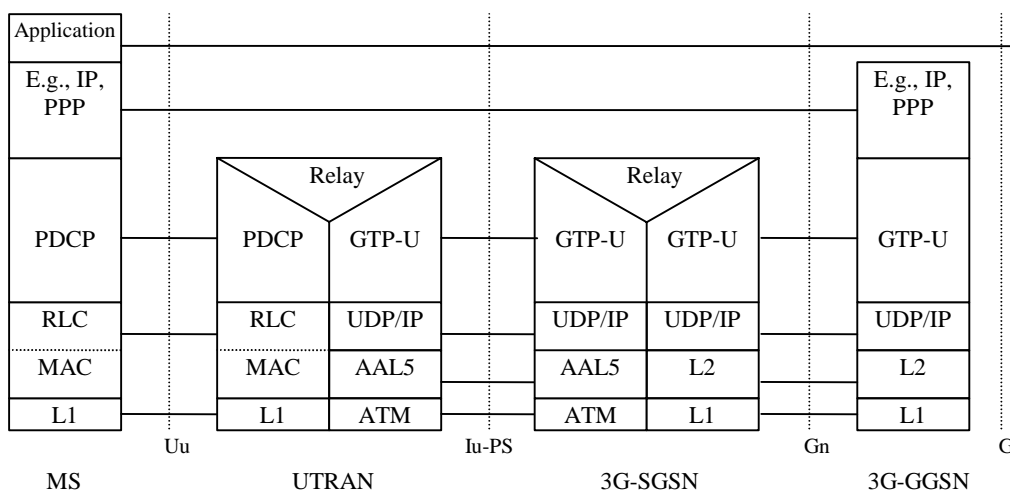 Application
E.g., IP,
PPP
E.g., IP,
PPP
Relay
Relay
PDCP
PDCP
GTP-U
GTP-U
GTP-U
GTP-U
RLC
RLC
UDP/IP
UDP/IP
UDP/IP
UDP/IP
MAC
MAC
AAL5
AAL5
L2
L2
L1
L1
ATM
ATM
L1
L1
Uu
Iu-PS
Gn
G
MS
UTRAN
3G-SGSN
3G-GGSN